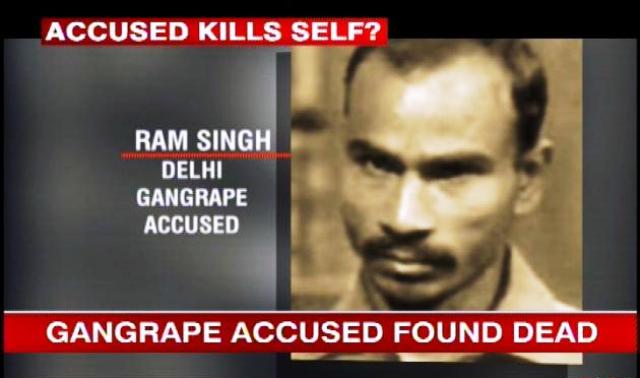 ACCUSED KILLS SELF?
RAM SINGH
DELHI
GANGRAPE
ACCUSED
GANGRAPE ACCUSED FOUND DEAD